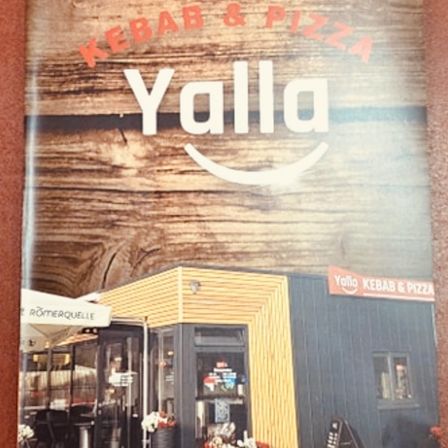 KEBAB & PIZZA
Yalla
Yalla KEBAB & PIZZA
RÖMERQUELLE